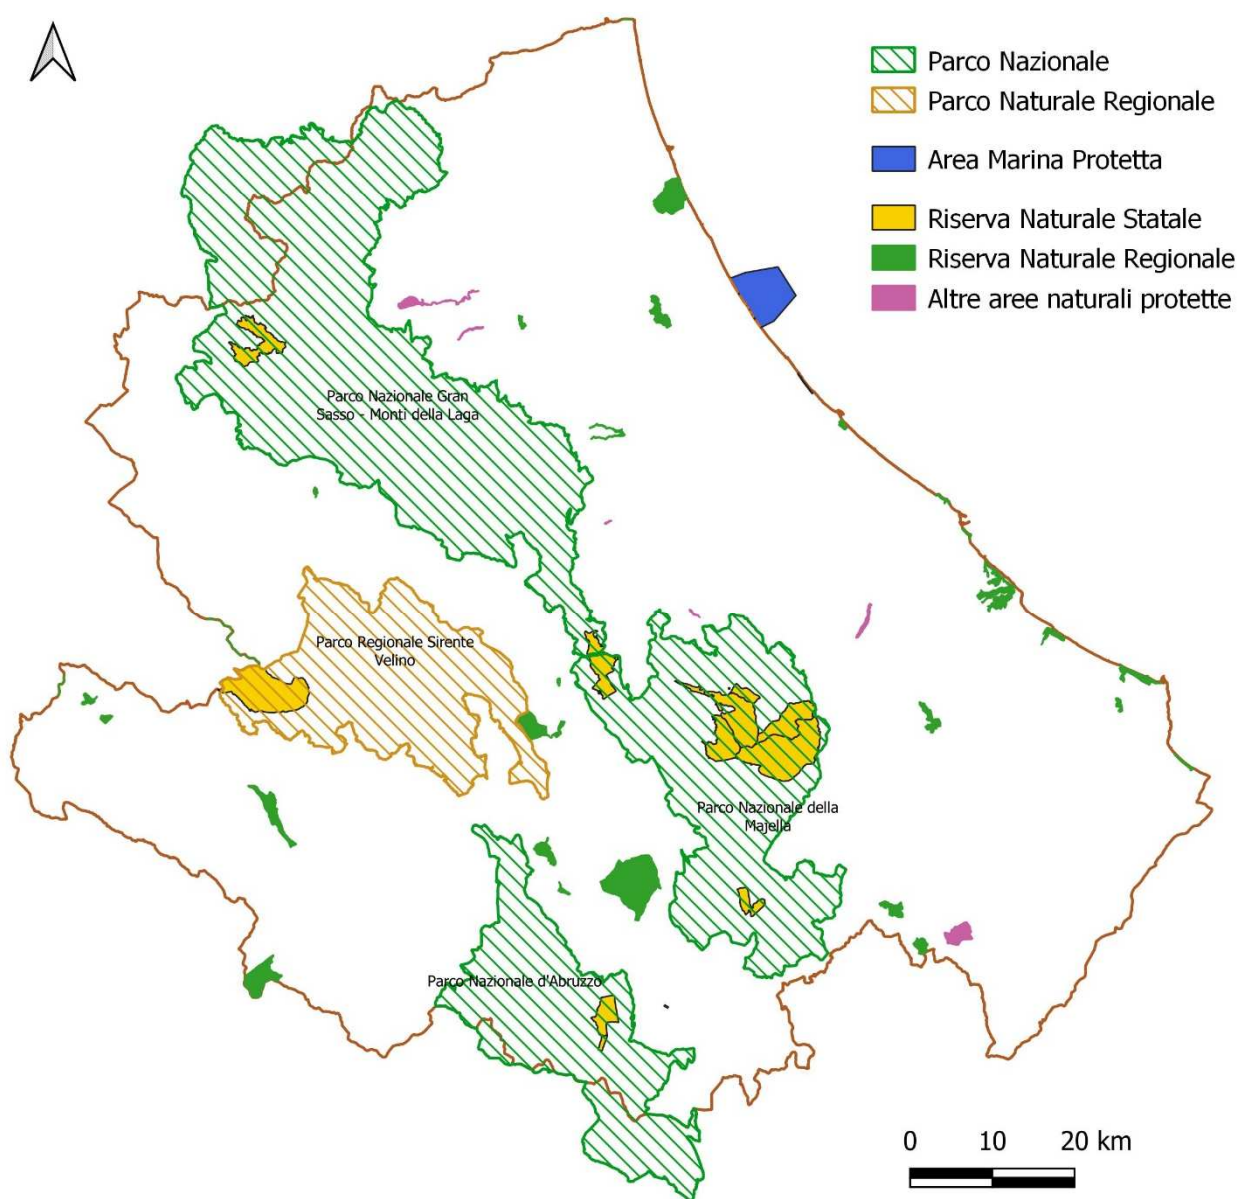 Parco Nazionale
Parco Naturale Regionale
Area Marina Protetta
Riserva Naturale Statale
Riserva Naturale Regionale
Altre aree naturali protette
Parco Nazionale Gran
Sasso - Monti della Laga
Parco Regionale Sirente
Velino
Parco Nazionale della
Majella
Parco Nazionale d'Abruzzo
0 10 20 km